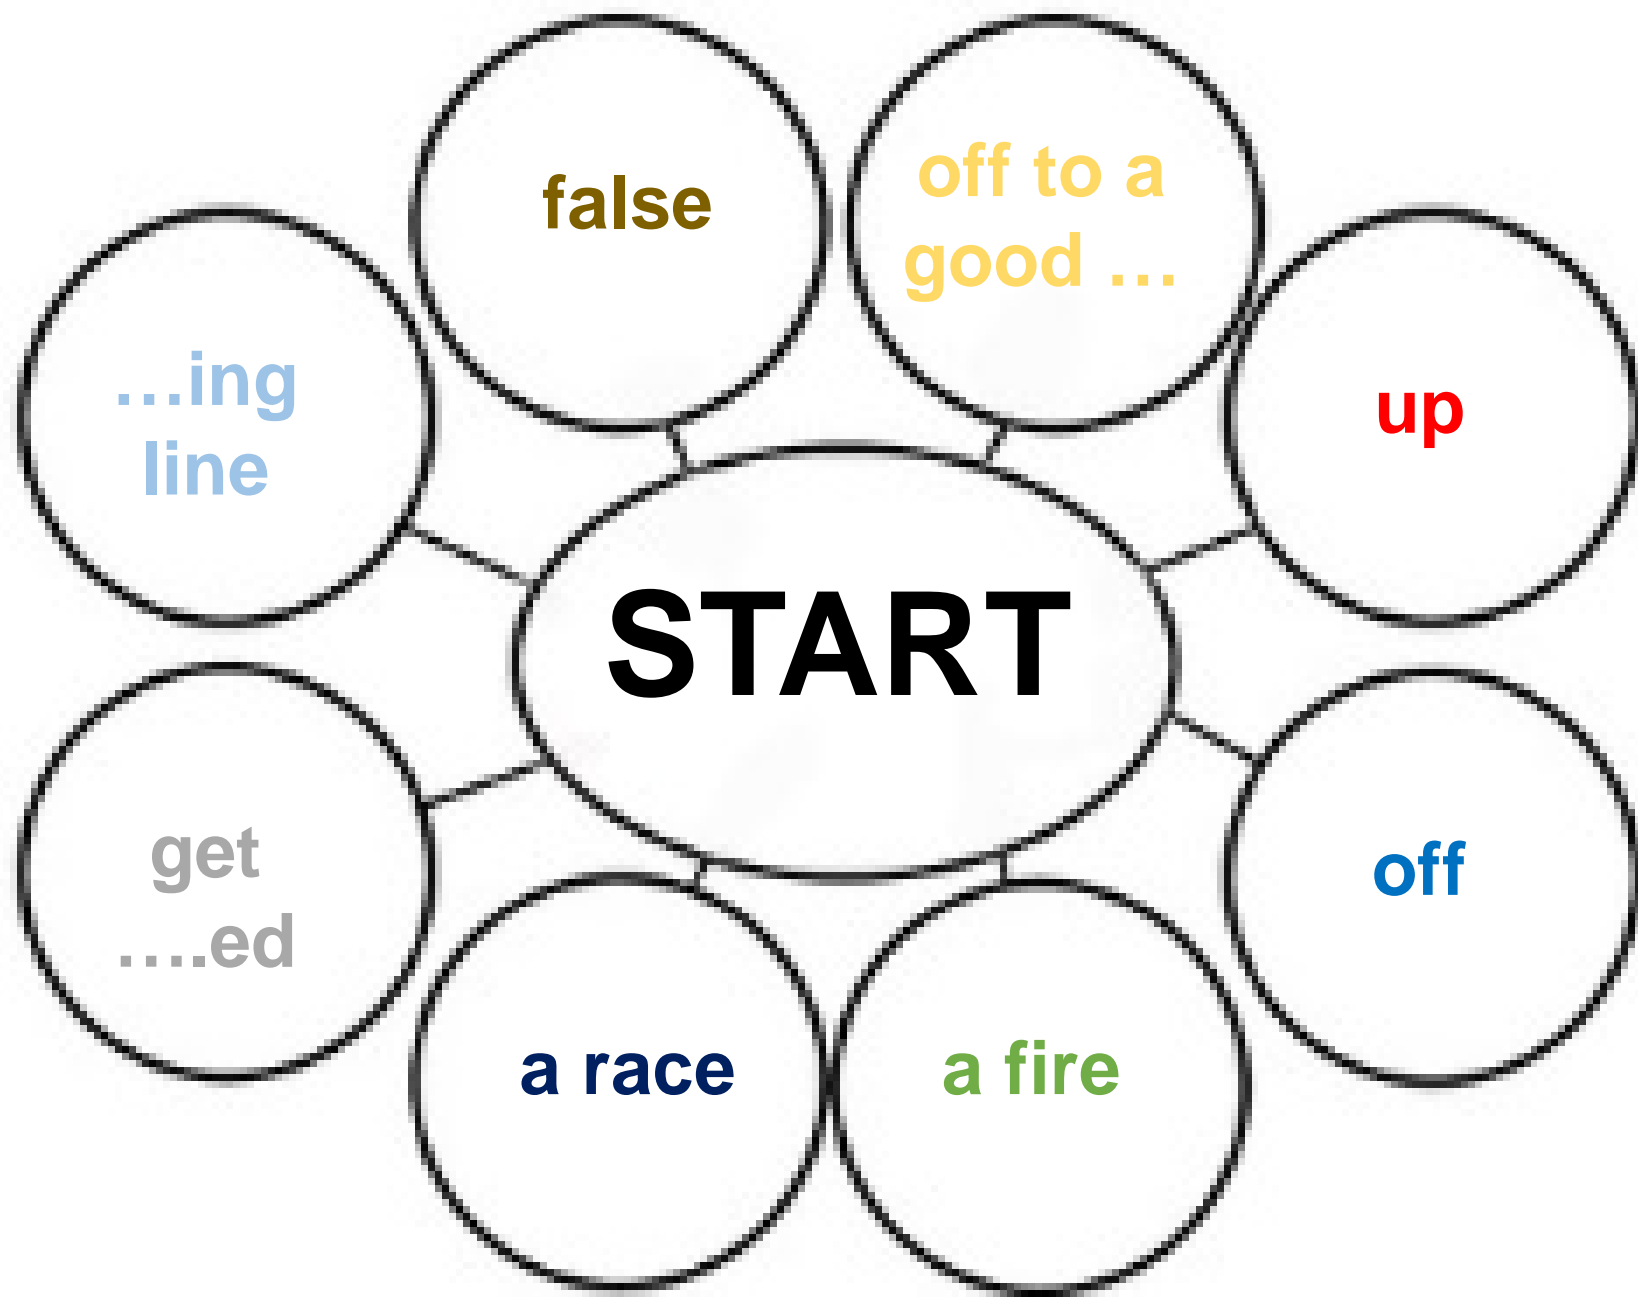 false
off to a
good …
…ing
line
up
START
get
….ed
off
a race
a fire